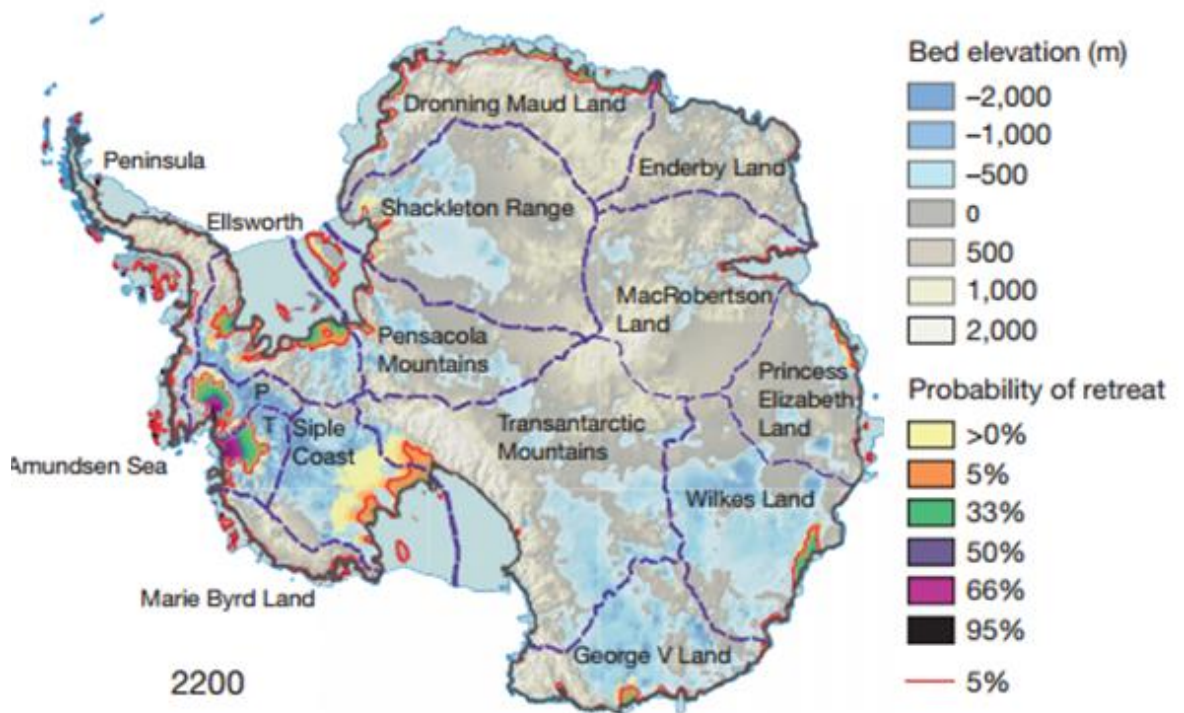 Dronning Maud Land
Peninsula
Enderby Land
Ellsworth
Shackleton Range
MacRobertson
Land
Pensacola
Mountains
Princess
Elizabeth
Land
P
T
Siple
Coast
Transantarctic
Mountains
Amundsen Sea
Wilkes Land
Marie Byrd Land
George V Land
2200
Bed elevation (m)
–2,000
–1,000
–500
0
500
1,000
2,000
Probability of retreat
>0%
5%
33%
50%
66%
95%
5%